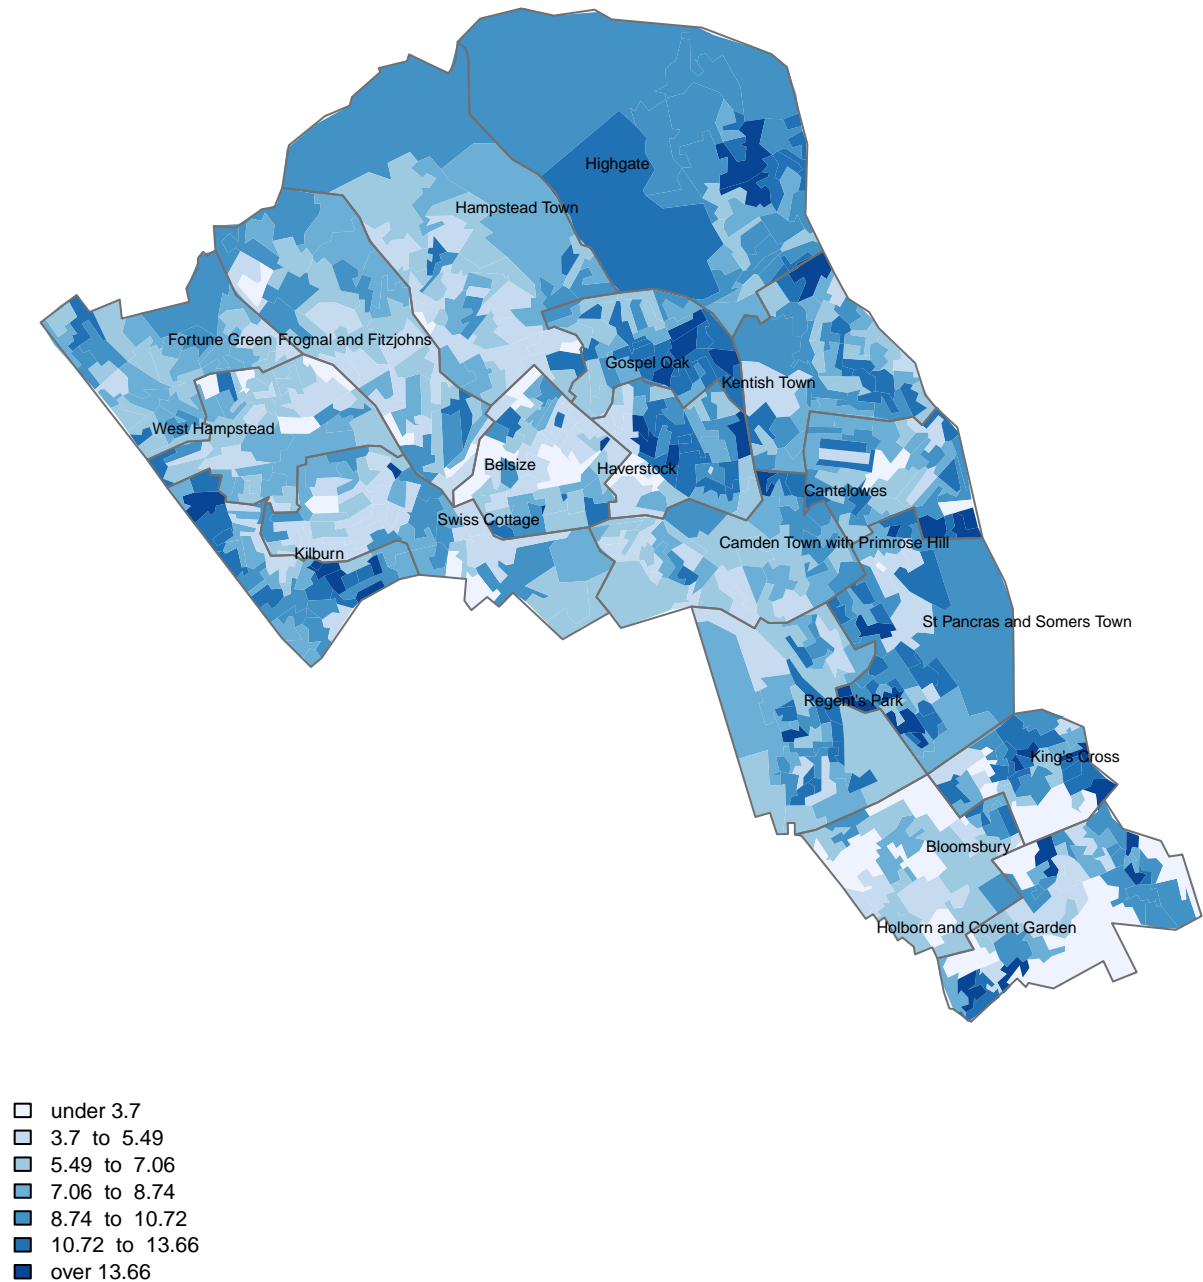 Highgate
Hampstead Town
Fortune Green
Frognal and Fitzjohns
Gospel Oak
Kentish Town
West Hampstead
Belsize
Haverstock
Cantelowes
Swiss Cottage
Camden Town with Primrose Hill
Kilburn
St Pancras and Somers Town
Regent's Park
King's Cross
Bloomsbury
Holborn and Covent Garden
under 3.7
3.7 to 5.49
5.49 to 7.06
7.06 to 8.74
8.74 to 10.72
10.72 to 13.66
over 13.66